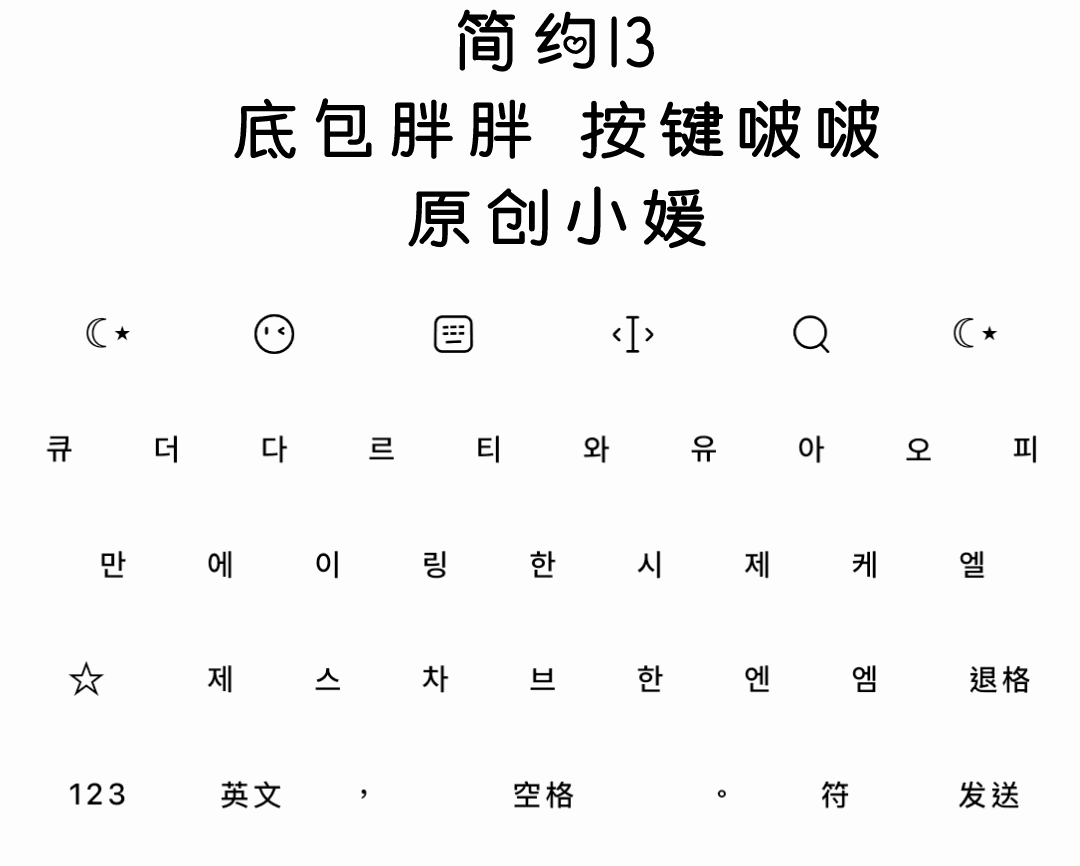 简约13
底包胖胖 按键啵啵
原创小媛
큐 더 다 르 티 와 유 아 오 피
만 에 이 링 한 시 제 케 엘
☆ 제 스 차 브 한 엔 엠 退格
123 英文 ， 空格 。 符 发送